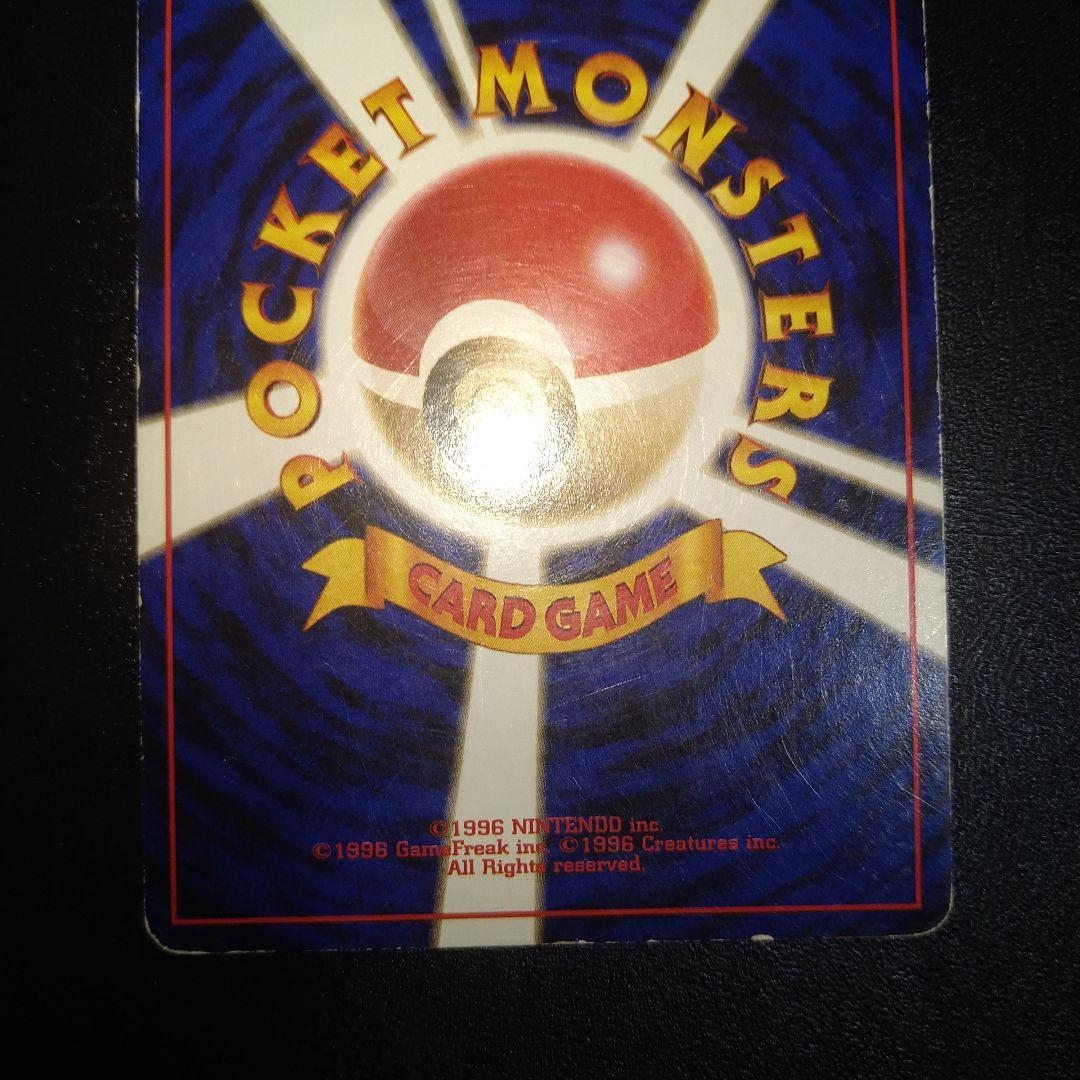 POCKET MONSTERS
CARD GAME
©1996 NINTENDO inc.
©1996 GameFreak inc. ©1996 Creatures inc.
All Rights reserved.